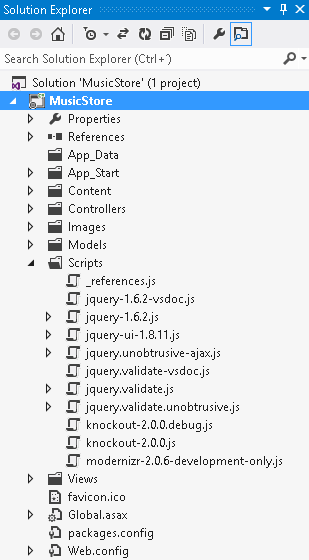 Solution Explorer
Search Solution Explorer (Ctrl+´)
Solution 'MusicStore' (1 project)
MusicStore
Properties
References
App_Data
App_Start
Content
Controllers
Images
Models
Scripts
_references.js
jquery-1.6.2-vsdoc.js
jquery-1.6.2.js
jquery-ui-1.8.11.js
jquery.unobtrusive-ajax.js
jquery.validate-vsdoc.js
jquery.validate.js
jquery.validate.unobtrusive.js
knockout-2.0.0.debug.js
knockout-2.0.0.js
modernizr-2.0.6-development-only.js
Views
favicon.ico
Global.asax
packages.config
Web.config